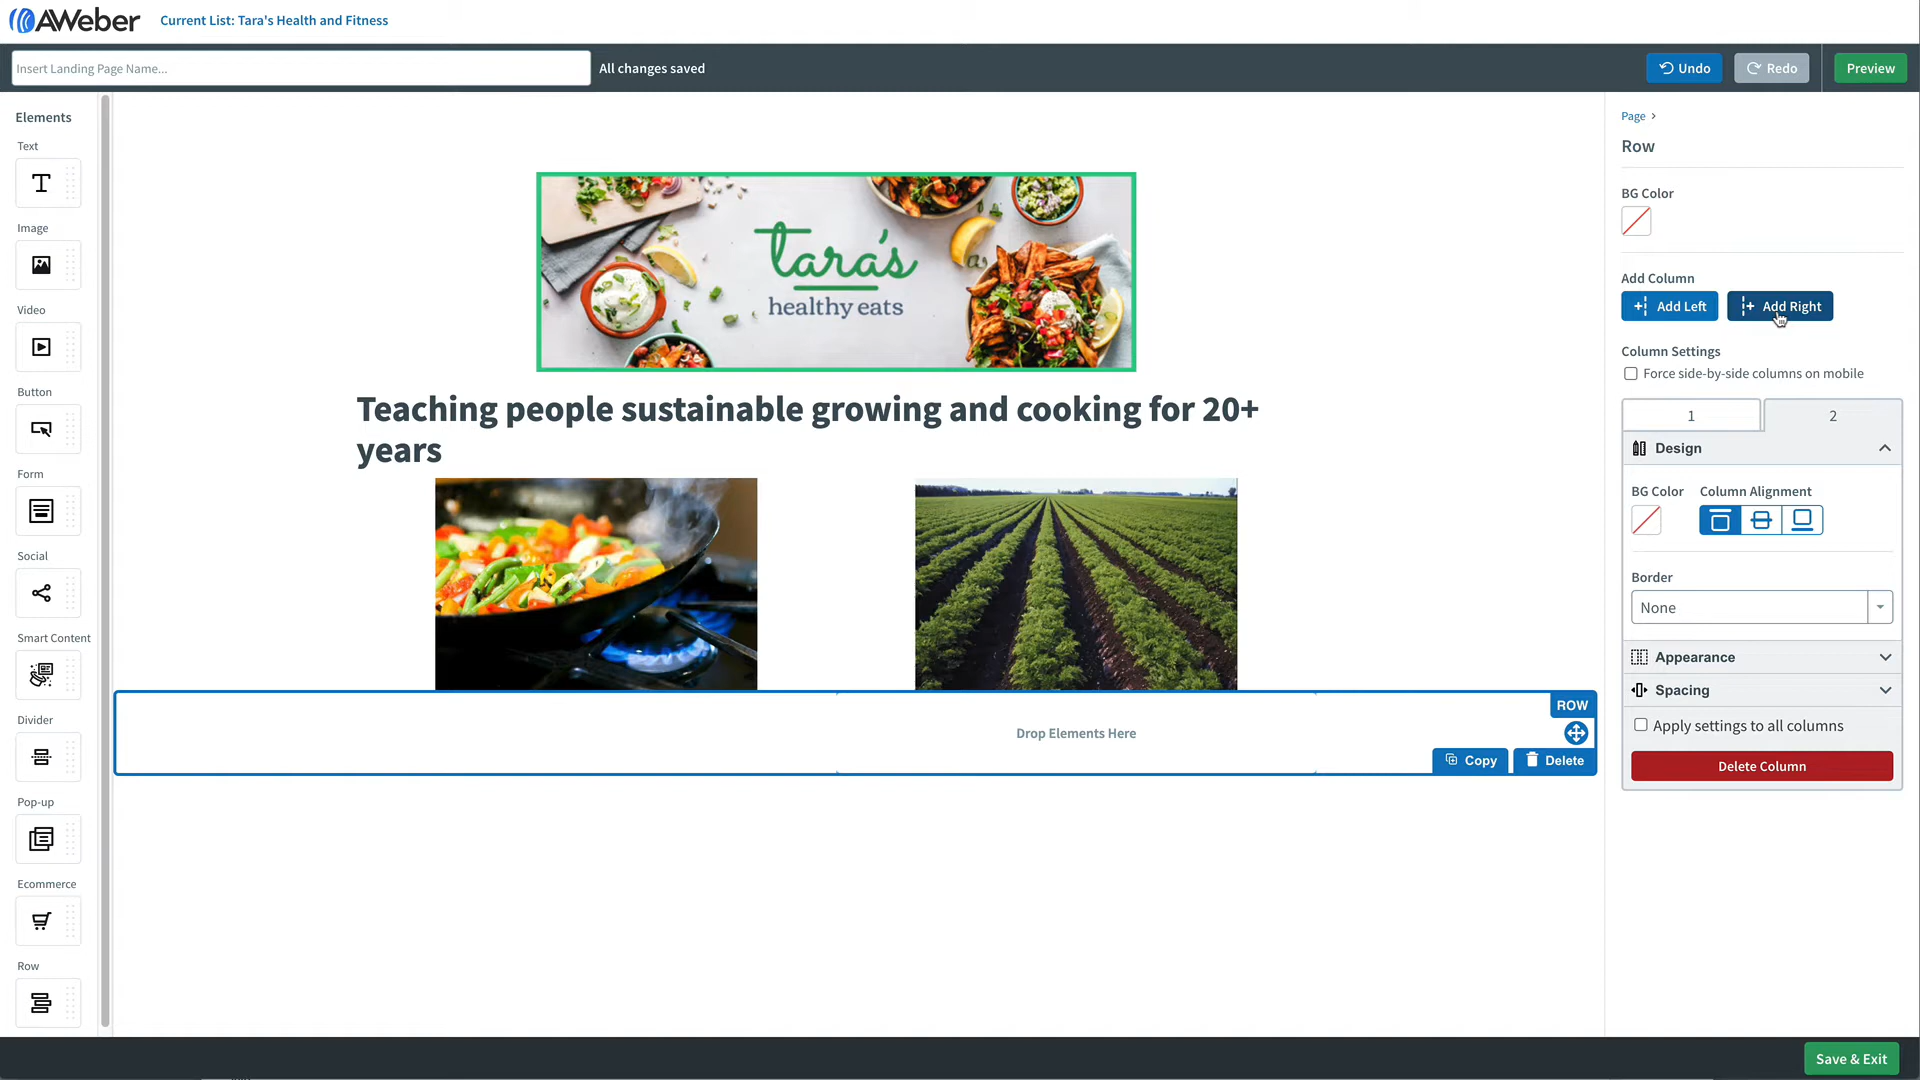 AWeber
Current List: Tara's Health and Fitness
Insert Landing Page Name...
All changes saved
Undo
Redo
Preview
Elements
Text
Image
Video
Button
Form
Social
Smart Content
Divider
Pop-up
Ecommerce
Row
tara's
healthy eats
Teaching people sustainable growing and cooking for 20+
years
Drop Elements Here
ROW
Copy
Delete
Page >
Row
BG Color
Add Column
Add Left
Add Right
Column Settings
Force side-by-side columns on mobile
1
2
Design
BG Color
Column Alignment
Border
None
Appearance
Spacing
Apply settings to all columns
Delete Column
Save & Exit